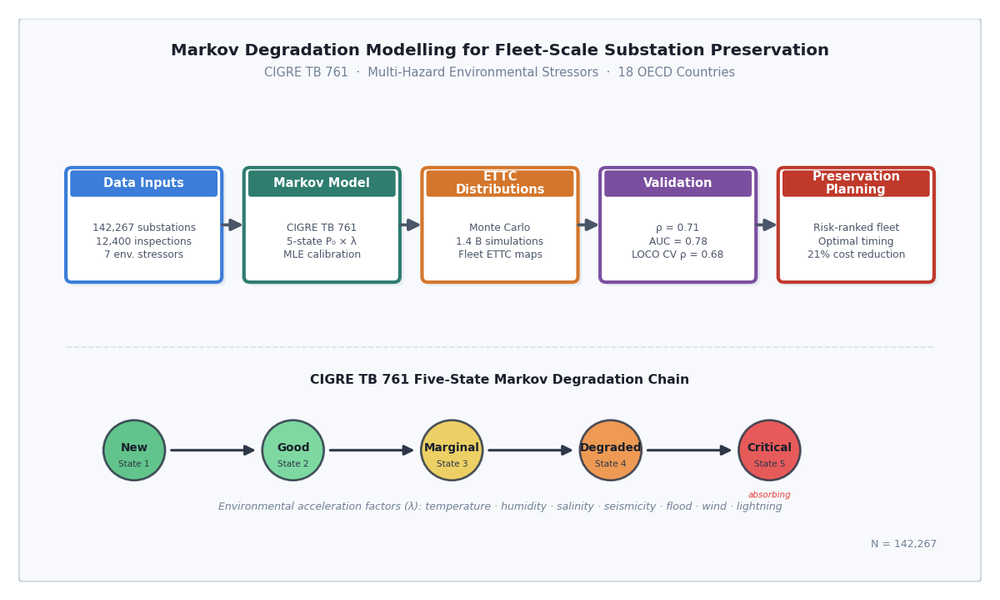 Markov Degradation Modelling for Fleet-Scale Substation Preservation
CIGRE TB 761 · Multi-Hazard Environmental Stressors · 18 OECD Countries
Data Inputs
142,267 substations
12,400 inspections
7 env. stressors
Markov Model
CIGRE TB 761
5-state P₀ × λ
MLE calibration
ETTC
Distributions
Monte Carlo
1.4 B simulations
Fleet ETTC maps
Validation
ρ = 0.71
AUC = 0.78
LOCO CV ρ = 0.68
Preservation
Planning
Risk-ranked fleet
Optimal timing
21% cost reduction
CIGRE TB 761 Five-State Markov Degradation Chain
New
State 1
Good
State 2
Marginal
State 3
Degraded
State 4
Critical
State 5
absorbing
Environmental acceleration factors (λ): temperature · humidity · salinity · seismicity · flood · wind · lightning
N = 142,267